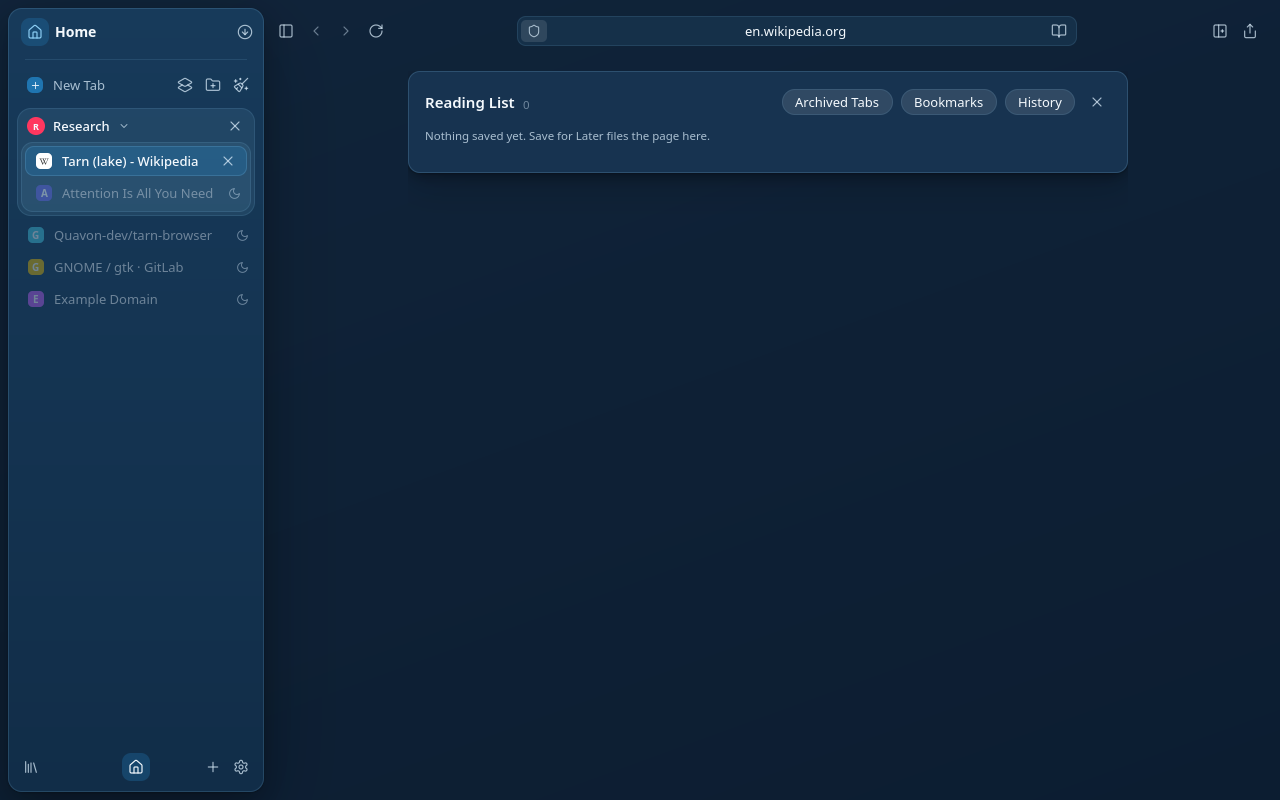 Home
en.wikipedia.org
New Tab
Reading List 0
Archived Tabs
Bookmarks
History
Nothing saved yet. Save for Later files the page here.
R Research
W Tarn (lake) - Wikipedia
A Attention Is All You Need
G Quavon-dev/tarn-browser
G GNOME / gtk · GitLab
E Example Domain